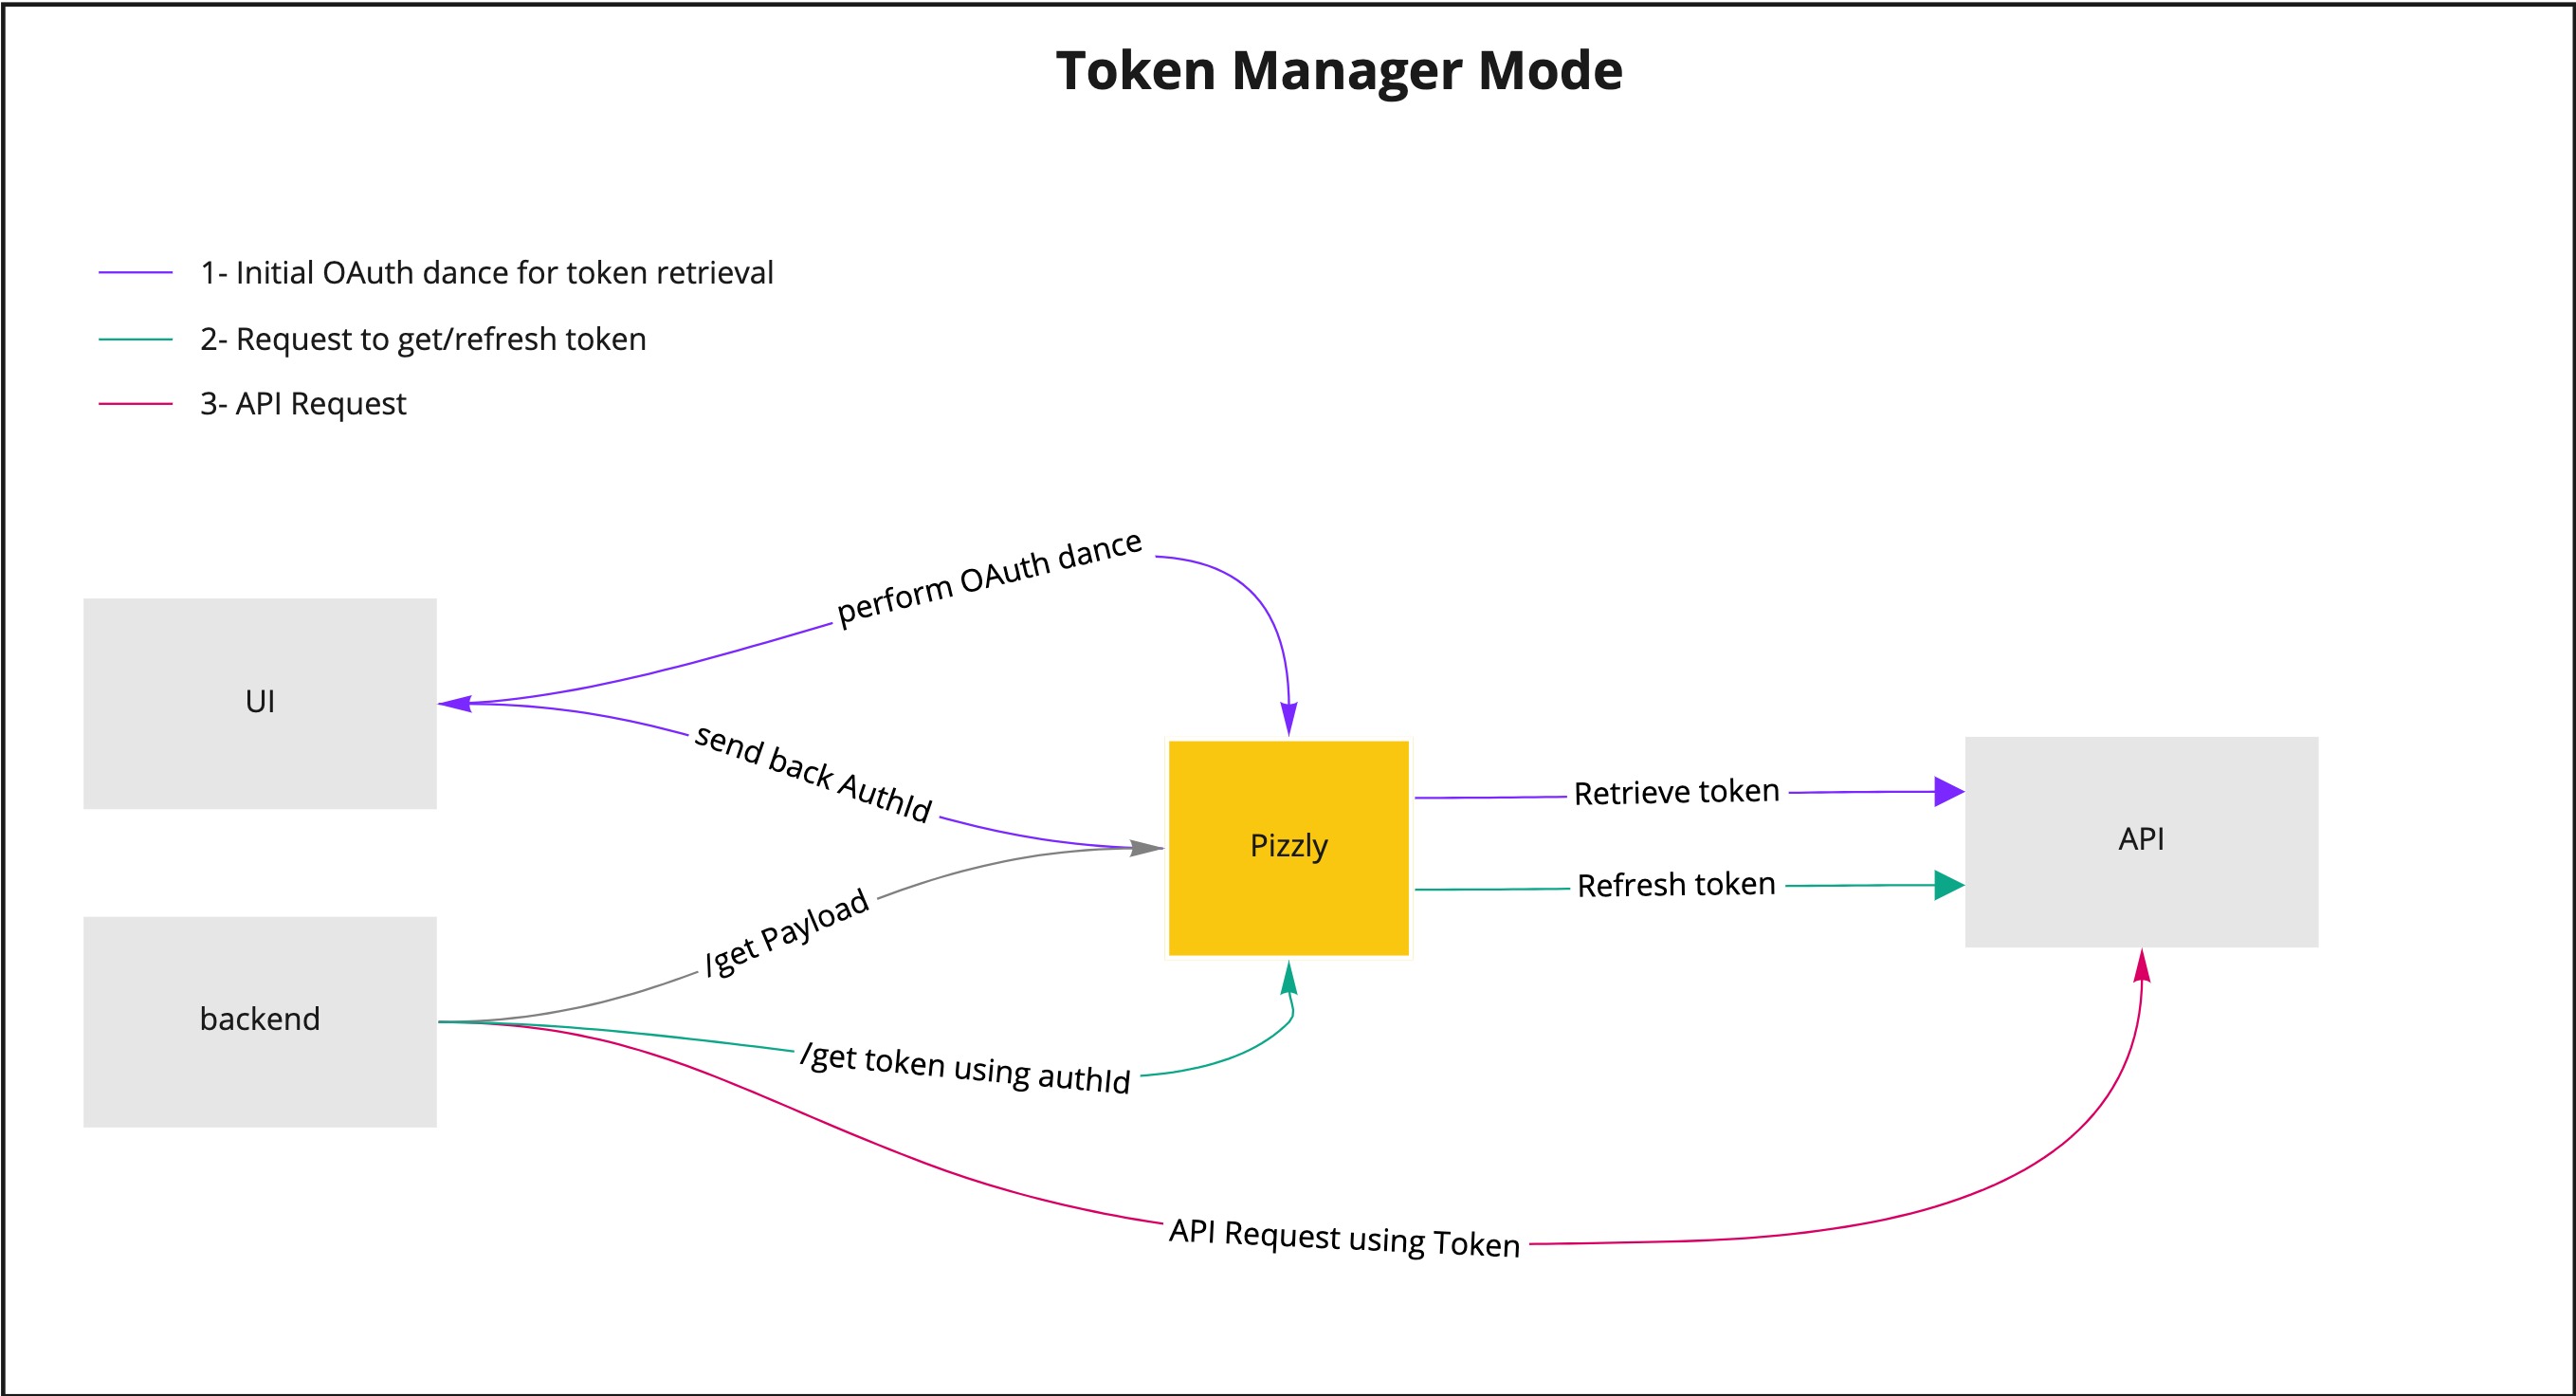 Token Manager Mode
1- Initial OAuth dance for token retrieval
2- Request to get/refresh token
3- API Request
perform OAuth dance
UI
send back AuthId
Retrieve token
Pizzly
API
Refresh token
/get Payload
backend
/get token using authId
API Request using Token